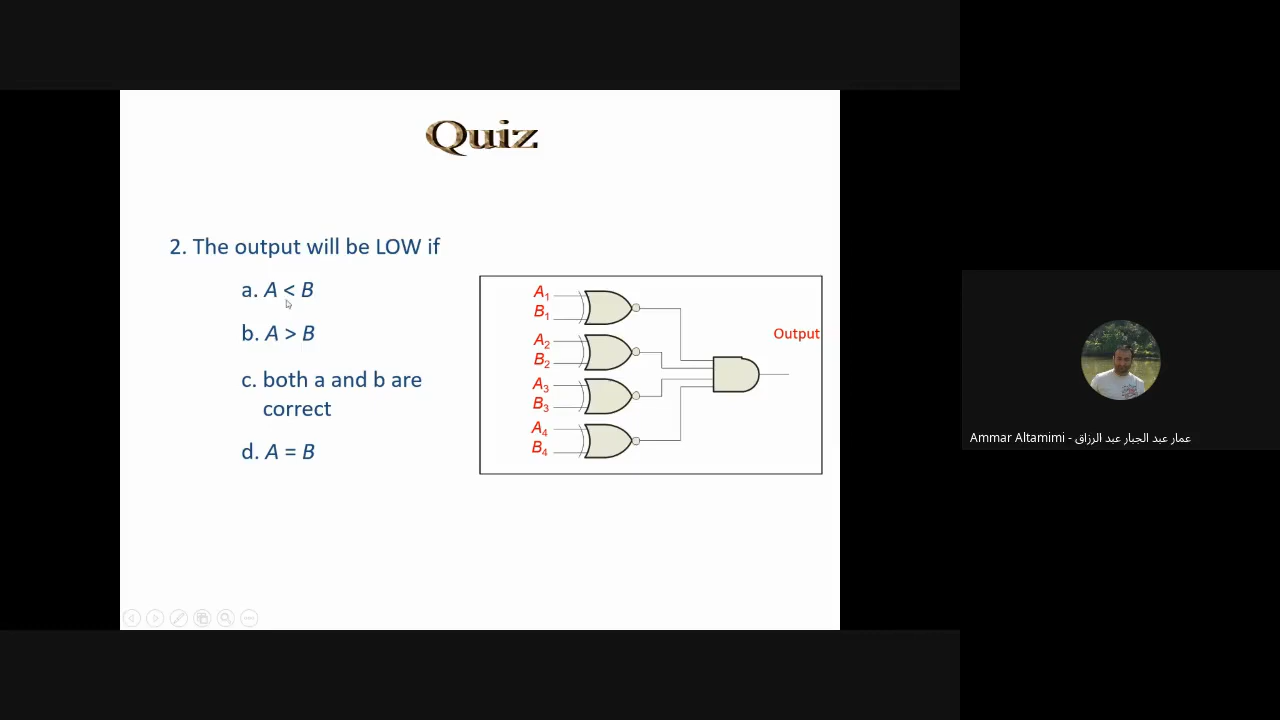 Quiz
2. The output will be LOW if
a. A < B
b. A > B
c. both a and b are
correct
d. A = B
A1
B1
A2
B2
A3
B3
A4
B4
Output
Ammar Altamimi - عمار عبد الجبار عبد الرزاق